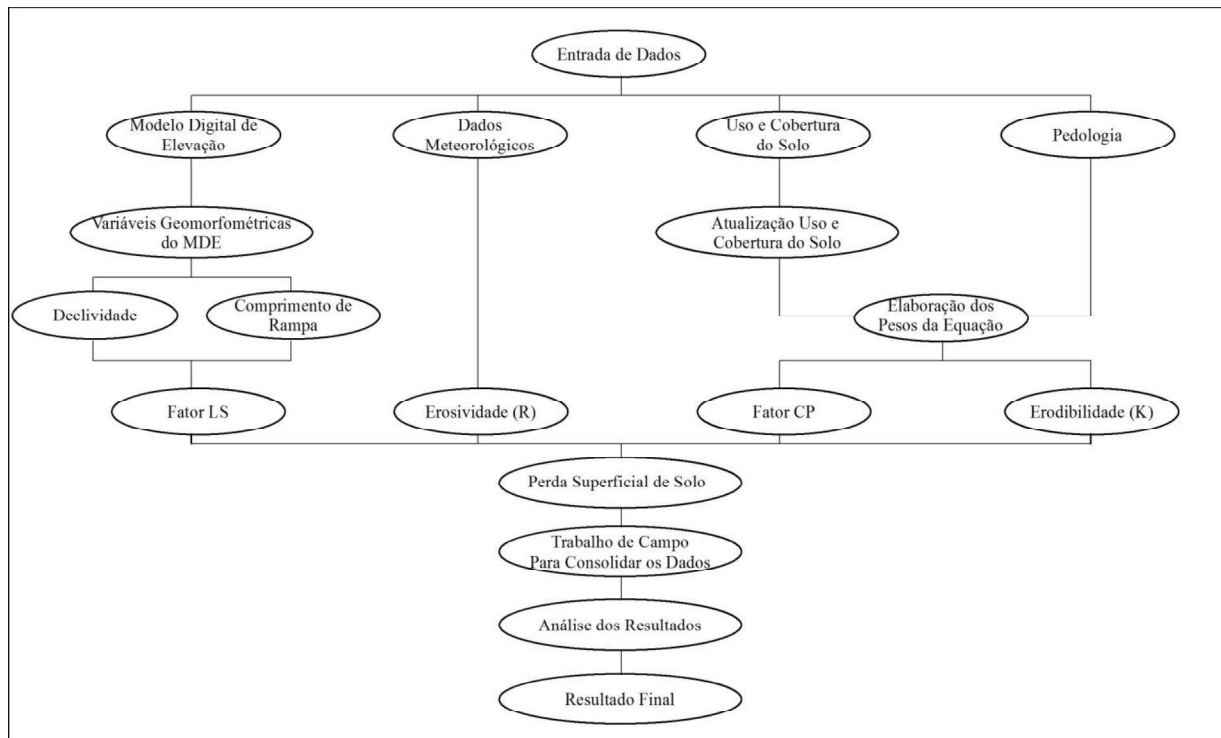 Entrada de Dados
Modelo Digital de
Elevação
Dados
Meteorológicos
Uso e Cobertura
do Solo
Pedologia
Variáveis Geomorfométricas
do MDE
Atualização Uso e
Cobertura do Solo
Declividade
Comprimento de
Rampa
Elaboração dos
Pesos da Equação
Fator LS
Erosividade (R)
Fator CP
Erodibilidade (K)
Perda Superficial de Solo
Trabalho de Campo
Para Consolidar os Dados
Análise dos Resultados
Resultado Final